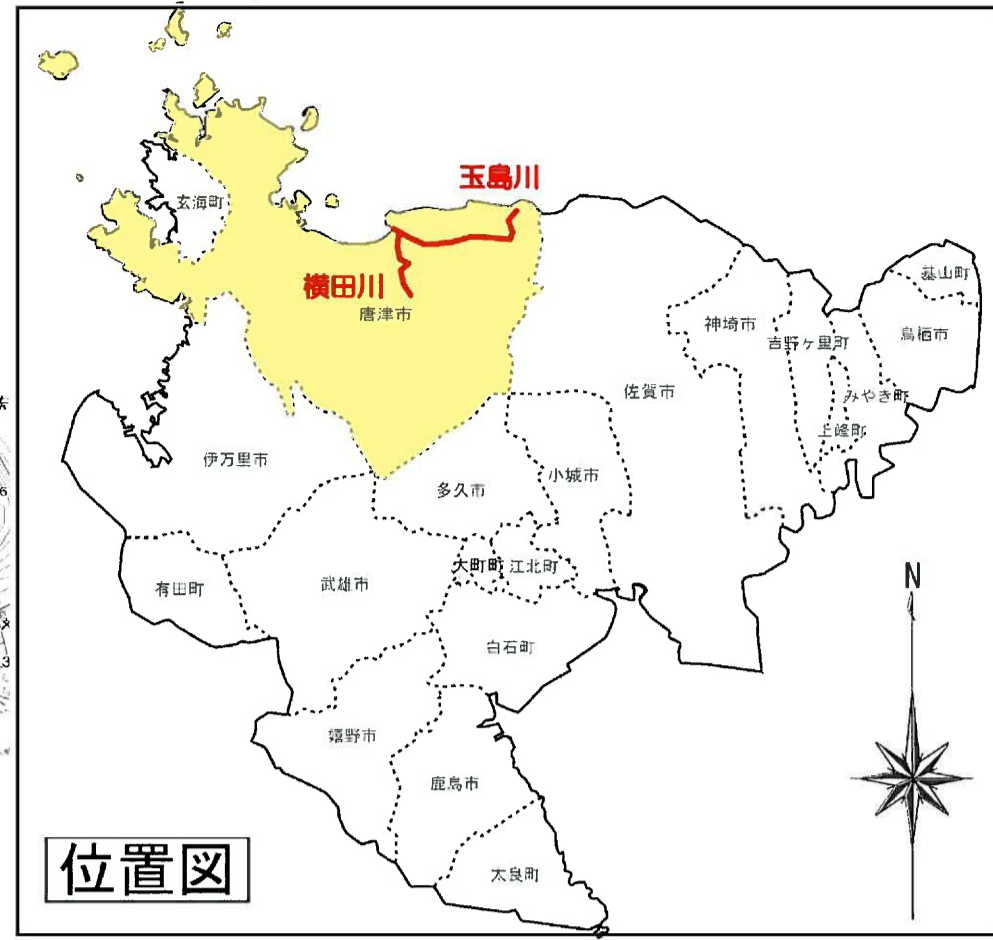 玉島川
玄海町
横田川
唐津市
基山町
神埼市
吉野ヶ里町
鳥栖市
佐賀市
みやき町
上峰町
伊万里市
多久市
小城市
大町町
江北町
有田町
武雄市
N
白石町
嬉野市
鹿島市
太良町
位置図